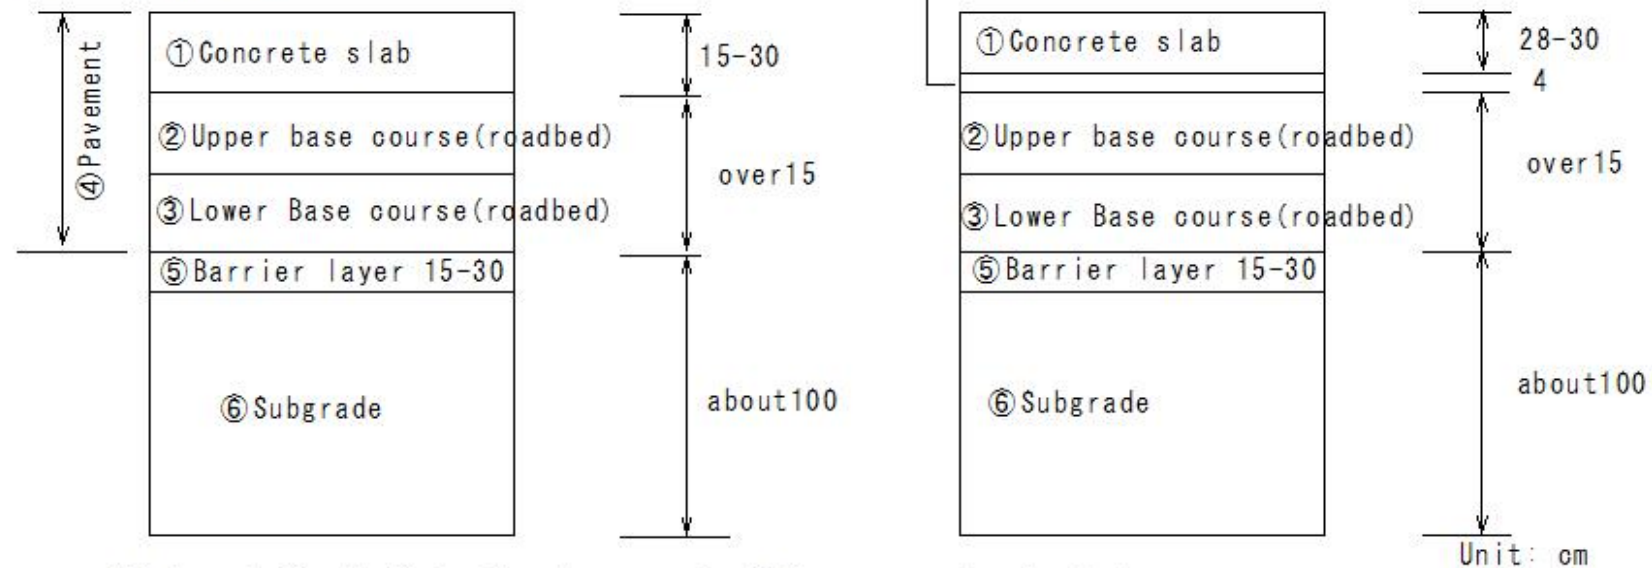 ④Pavement
①Concrete slab
15-30
②Upper base course(roadbed)
over15
③Lower Base course(roadbed)
⑤Barrier layer 15-30
⑥Subgrade
about100
①Concrete slab
28-30
4
②Upper base course(roadbed)
over15
③Lower Base course(roadbed)
⑤Barrier layer 15-30
⑥Subgrade
about100
Unit: cm